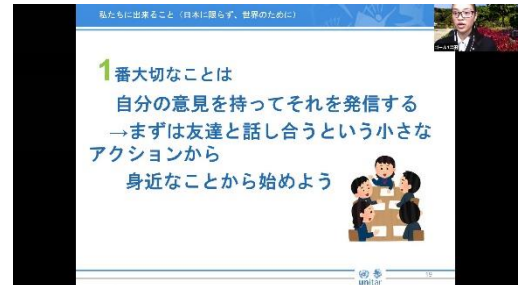 私たちに出来ること（日本に限らず、世界のために）
1番大切なことは
自分の意見を持ってそれを発信する
→まずは友達と話し合うという小さな
アクションから
身近なことから始めよう
unitar
19